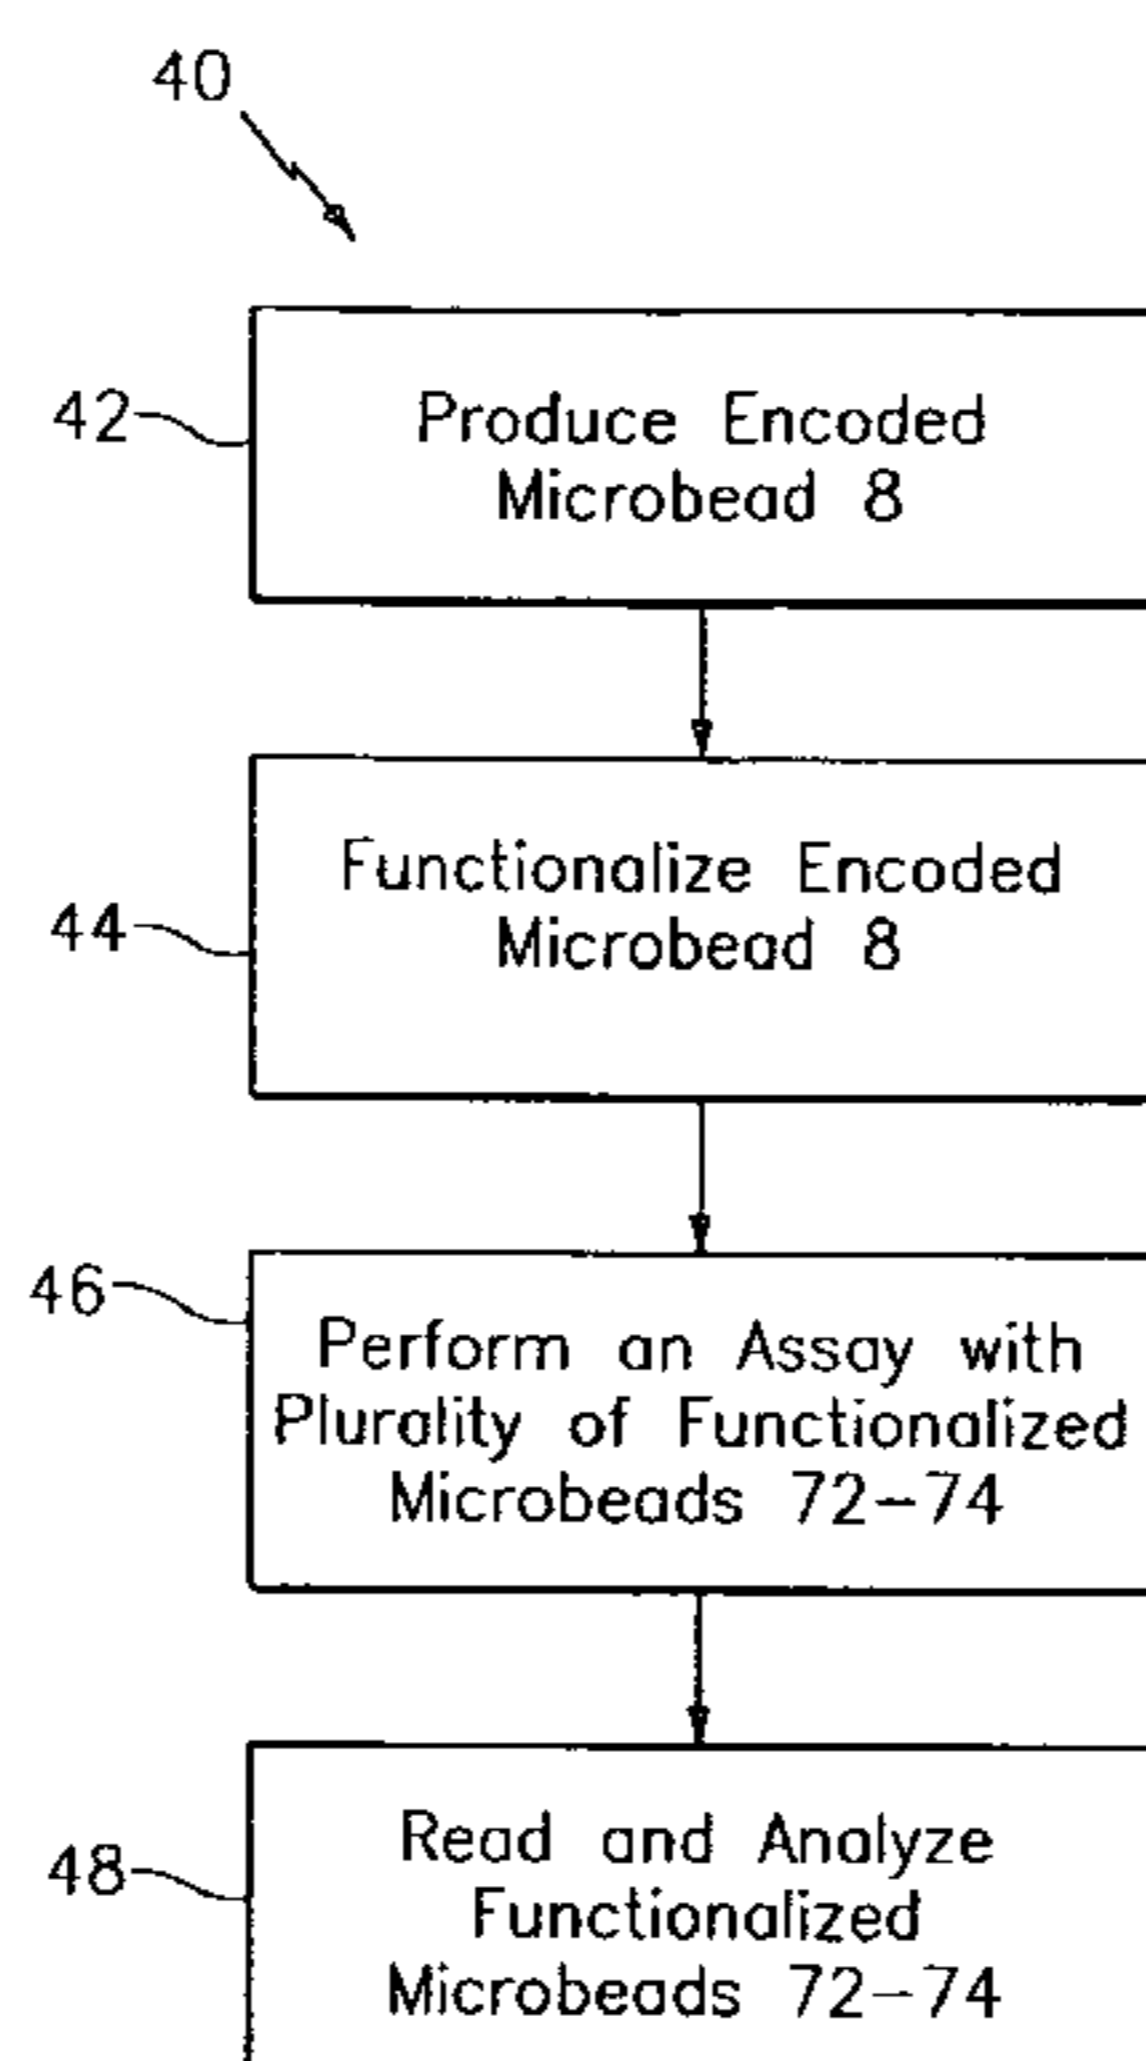 40
42
Produce Encoded
Microbead 8
44
Functionalize Encoded
Microbead 8
46
Perform an Assay with
Plurality of Functionalized
Microbeads 72-74
48
Read and Analyze
Functionalized
Microbeads 72-74